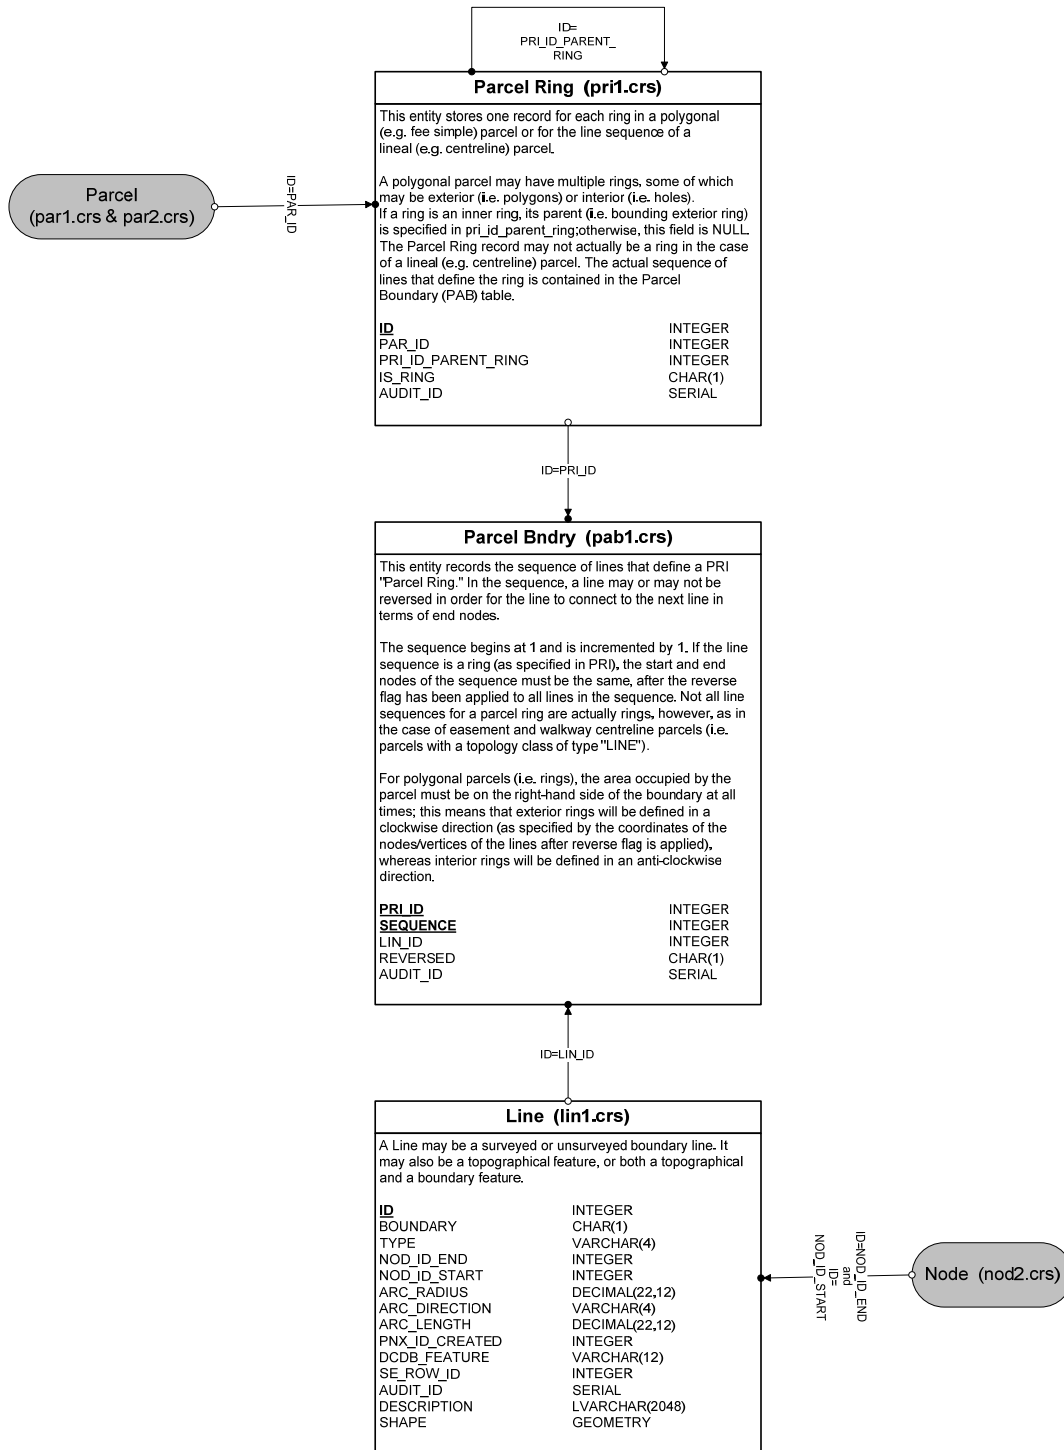 ID=
PRI_ID_PARENT_
RING
Parcel Ring (pri1.crs)
This entity stores one record for each ring in a polygonal
(e.g. fee simple) parcel or for the line sequence of a
lineal (e.g. centreline) parcel.
A polygonal parcel may have multiple rings, some of which
may be exterior (i.e. polygons) or interior (i.e. holes).
If a ring is an inner ring, its parent (i.e. bounding exterior ring)
is specified in pri_id_parent_ring;otherwise, this field is NULL.
The Parcel Ring record may not actually be a ring in the case
of a lineal (e.g. centreline) parcel. The actual sequence of
lines that define the ring is contained in the Parcel
Boundary (PAB) table.
ID INTEGER
PAR_ID INTEGER
PRI_ID_PARENT_RING INTEGER
IS_RING CHAR(1)
AUDIT_ID SERIAL
Parcel
(par1.crs & par2.crs)
ID=PAR_ID
ID=PRI_ID
Parcel Bndry (pab1.crs)
This entity records the sequence of lines that define a PRI
"Parcel Ring." In the sequence, a line may or may not be
reversed in order for the line to connect to the next line in
terms of end nodes.
The sequence begins at 1 and is incremented by 1. If the line
sequence is a ring (as specified in PRI), the start and end
nodes of the sequence must be the same, after the reverse
flag has been applied to all lines in the sequence. Not all line
sequences for a parcel ring are actually rings, however, as in
the case of easement and walkway centreline parcels (i.e.
parcels with a topology class of type "LINE").
For polygonal parcels (i.e. rings), the area occupied by the
parcel must be on the right-hand side of the boundary at all
times; this means that exterior rings will be defined in a
clockwise direction (as specified by the coordinates of the
nodes/vertices of the lines after reverse flag is applied),
whereas interior rings will be defined in an anti-clockwise
direction.
PRI_ID INTEGER
SEQUENCE INTEGER
LIN_ID INTEGER
REVERSED CHAR(1)
AUDIT_ID SERIAL
ID=LIN_ID
Line (lin1.crs)
A Line may be a surveyed or unsurveyed boundary line. It
may also be a topographical feature, or both a topographical
and a boundary feature.
ID INTEGER
BOUNDARY CHAR(1)
TYPE VARCHAR(4)
NOD_ID_END INTEGER
NOD_ID_START INTEGER
ARC_RADIUS DECIMAL(22,12)
ARC_DIRECTION VARCHAR(4)
ARC_LENGTH DECIMAL(22,12)
PNX_ID_CREATED INTEGER
DCDB_FEATURE VARCHAR(12)
SE_ROW_ID INTEGER
AUDIT_ID SERIAL
DESCRIPTION LVARCHAR(2048)
SHAPE GEOMETRY
ID=NOD_ID_END
and
ID=
NOD_ID_START
Node (nod2.crs)